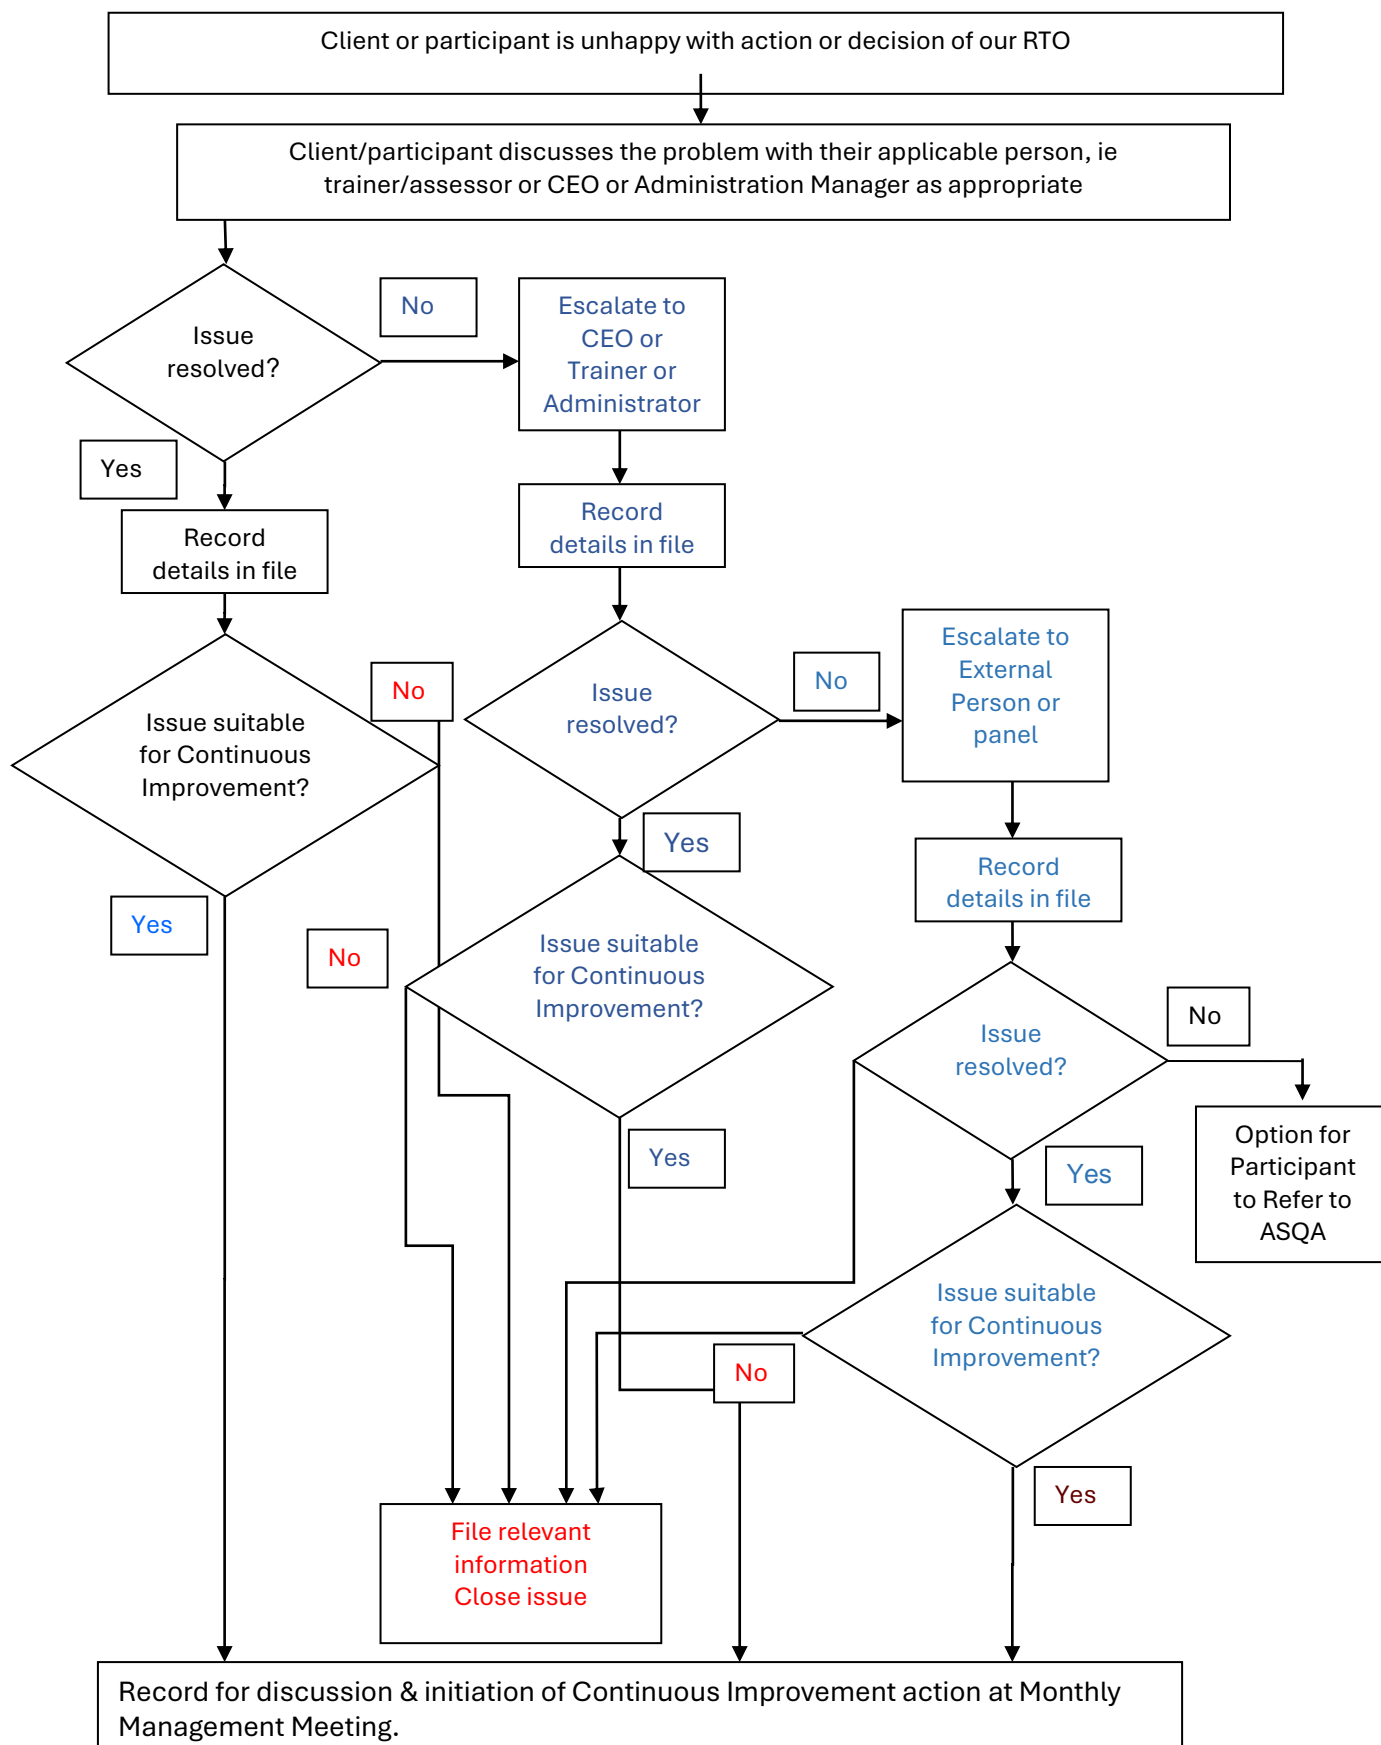 Client or participant is unhappy with action or decision of our RTO
Client/participant discusses the problem with their applicable person, ie
trainer/assessor or CEO or Administration Manager as appropriate
Issue
resolved?
No
Escalate to
CEO or
Trainer or
Administrator
Yes
Record
details in file
Record
details in file
Issue suitable
for Continuous
Improvement?
No
Issue
resolved?
No
Escalate to
External
Person or
panel
Yes
Record
details in file
Yes
No
Issue suitable
for Continuous
Improvement?
Issue
resolved?
No
Yes
Yes
Option for
Participant
to Refer to
ASQA
Issue suitable
for Continuous
Improvement?
No
Yes
File relevant
information
Close issue
Record for discussion & initiation of Continuous Improvement action at Monthly
Management Meeting.